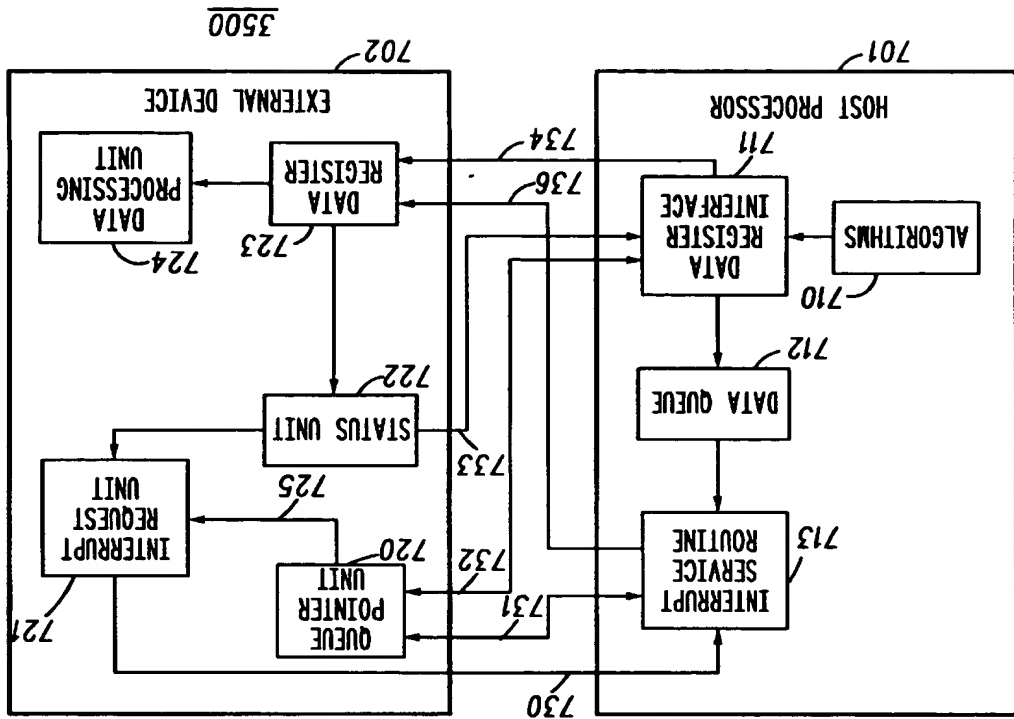 730
721
731
INTERRUPT
SERVICE
ROUTINE
713
QUEUE
POINTER
UNIT
720
732
INTERRUPT
REQUEST
UNIT
725
733
STATUS UNIT
722
DATA QUEUE
712
710
ALGORITHMS
DATA
REGISTER
INTERFACE
711
723
724
DATA
REGISTER
DATA
PROCESSING
UNIT
736
734
HOST PROCESSOR
EXTERNAL DEVICE
701
702
3500